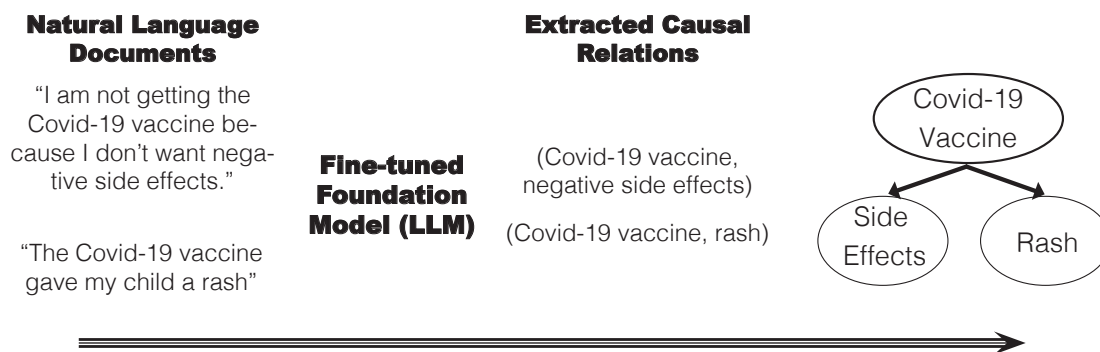 Natural Language
Documents
“I am not getting the
Covid-19 vaccine be-
cause I don’t want nega-
tive side effects.”
“The Covid-19 vaccine
gave my child a rash”
Fine-tuned
Foundation
Model (LLM)
Extracted Causal
Relations
(Covid-19 vaccine,
negative side effects)
(Covid-19 vaccine, rash)
Covid-19
Vaccine
Side
Effects
Rash